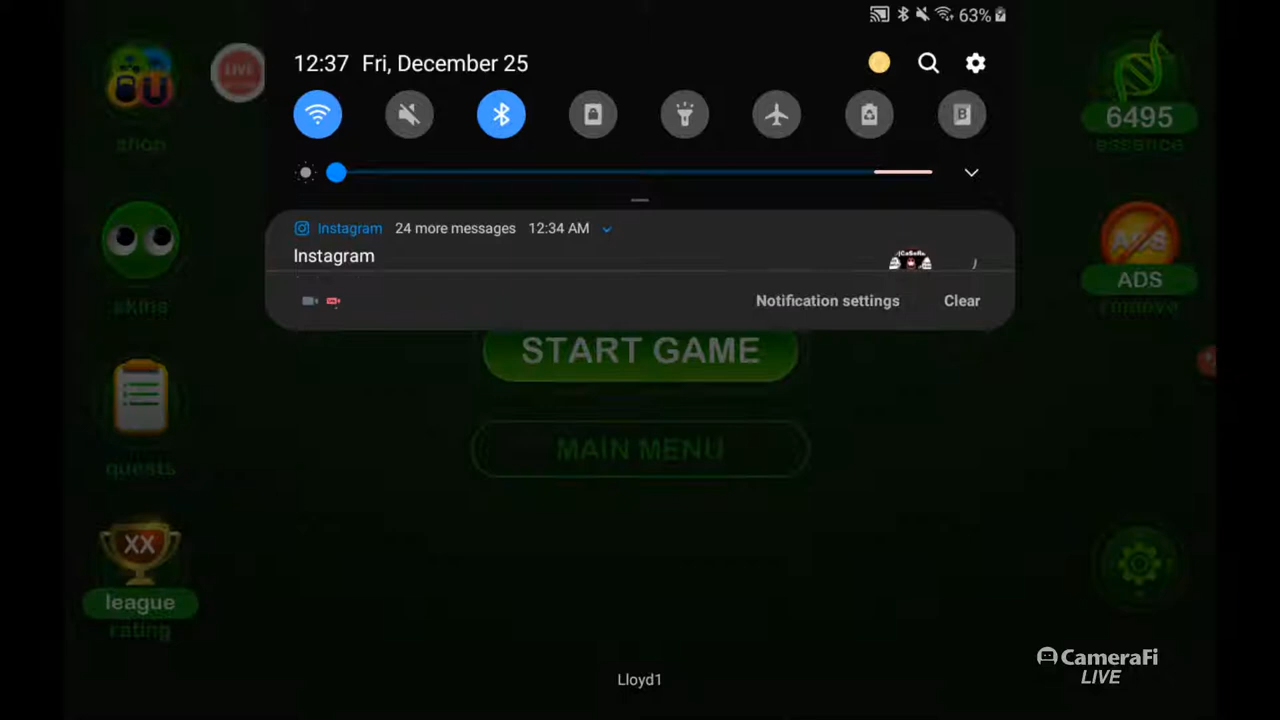 63%
12:37 Fri, December 25
LIVE
U
shop
6495
essence
B
Instagram 24 more messages 12:34 AM
Instagram
Notification settings Clear
skins
ADS
ADS
remove
START GAME
MAIN MENU
quests
XX
league
rating
CameraFi
LIVE
Lloyd1